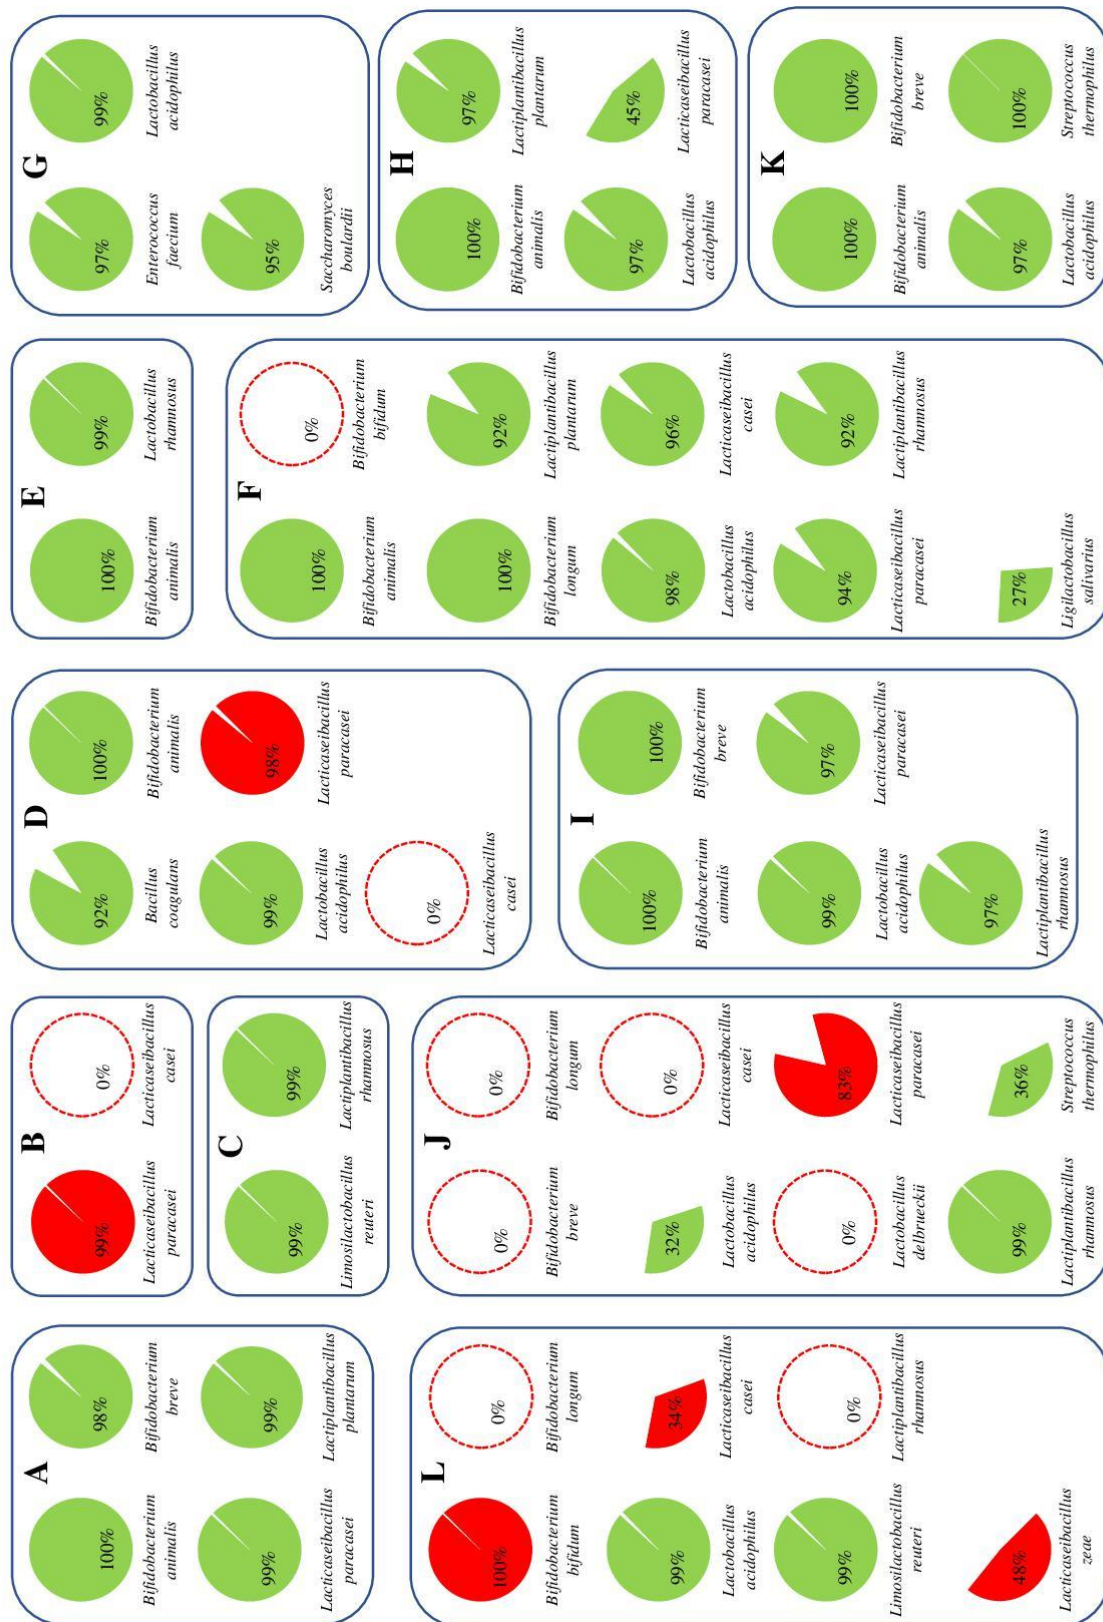 A
100%
Bifidobacterium
animalis
98%
Bifidobacterium
breve
99%
Lacticaseibacillus
paracasei
99%
Lactiplantibacillus
plantarum
B
99%
Lacticaseibacillus
paracasei
0%
Lacticaseibacillus
casei
C
99%
Limosilactobacillus
reuteri
99%
Lactiplantibacillus
rhamnosus
D
92%
Bacillus
coagulans
100%
Bifidobacterium
animalis
99%
Lactobacillus
acidophilus
98%
Lacticaseibacillus
paracasei
0%
Lacticaseibacillus
casei
E
100%
Bifidobacterium
animalis
99%
Lactobacillus
rhamnosus
F
100%
Bifidobacterium
animalis
0%
Bifidobacterium
bifidum
100%
Bifidobacterium
longum
92%
Lactiplantibacillus
plantarum
98%
Lactobacillus
acidophilus
96%
Lacticaseibacillus
casei
94%
Lacticaseibacillus
paracasei
92%
Lactiplantibacillus
rhamnosus
27%
Ligilactobacillus
salivarius
G
97%
Enterococcus
faecium
99%
Lactobacillus
acidophilus
95%
Saccharomyces
boulardii
H
100%
Bifidobacterium
animalis
97%
Lactiplantibacillus
plantarum
97%
Lactobacillus
acidophilus
45%
Lacticaseibacillus
paracasei
I
100%
Bifidobacterium
animalis
100%
Bifidobacterium
breve
99%
Lactobacillus
acidophilus
97%
Lacticaseibacillus
paracasei
97%
Lactiplantibacillus
rhamnosus
J
0%
Bifidobacterium
breve
0%
Bifidobacterium
longum
32%
Lactobacillus
acidophilus
0%
Lacticaseibacillus
casei
0%
Lactobacillus
delbrueckii
83%
Lacticaseibacillus
paracasei
99%
Lactiplantibacillus
rhamnosus
36%
Streptococcus
thermophilus
K
100%
Bifidobacterium
animalis
100%
Bifidobacterium
breve
97%
Lactobacillus
acidophilus
100%
Streptococcus
thermophilus
L
100%
Bifidobacterium
bifidum
0%
Bifidobacterium
longum
99%
Lactobacillus
acidophilus
34%
Lacticaseibacillus
casei
99%
Limosilactobacillus
reuteri
0%
Lactiplantibacillus
rhamnosus
48%
Lacticaseibacillus
zeae